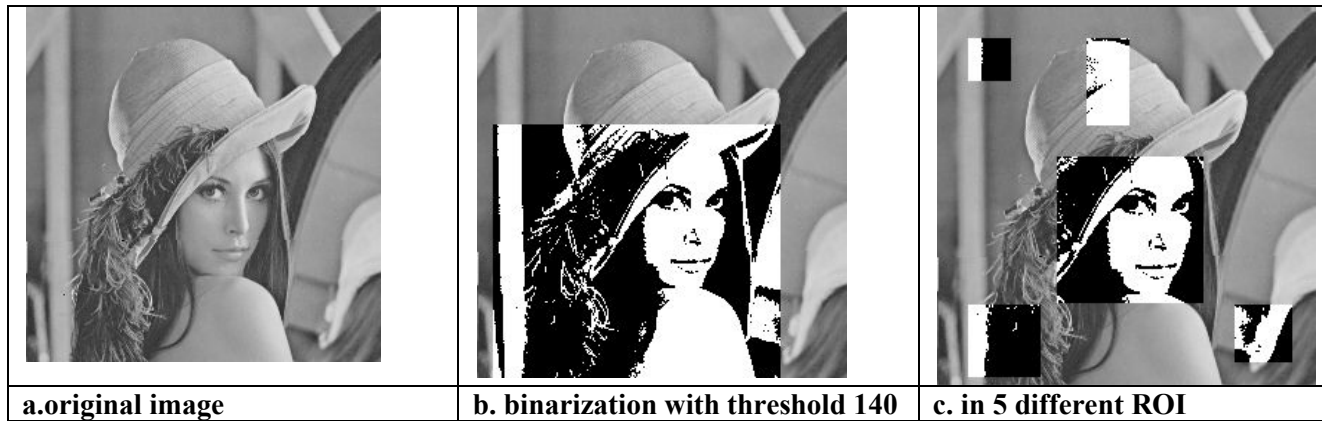 a.original image
b. binarization with threshold 140
c. in 5 different ROI